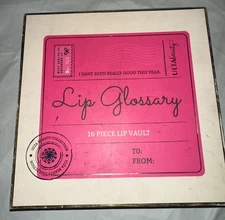 I HAVE BEEN REALLY GOOD THIS YEAR.
ULTA beauty
Lip Glossary
16 PIECE LIP VAULT
TO:
FROM: